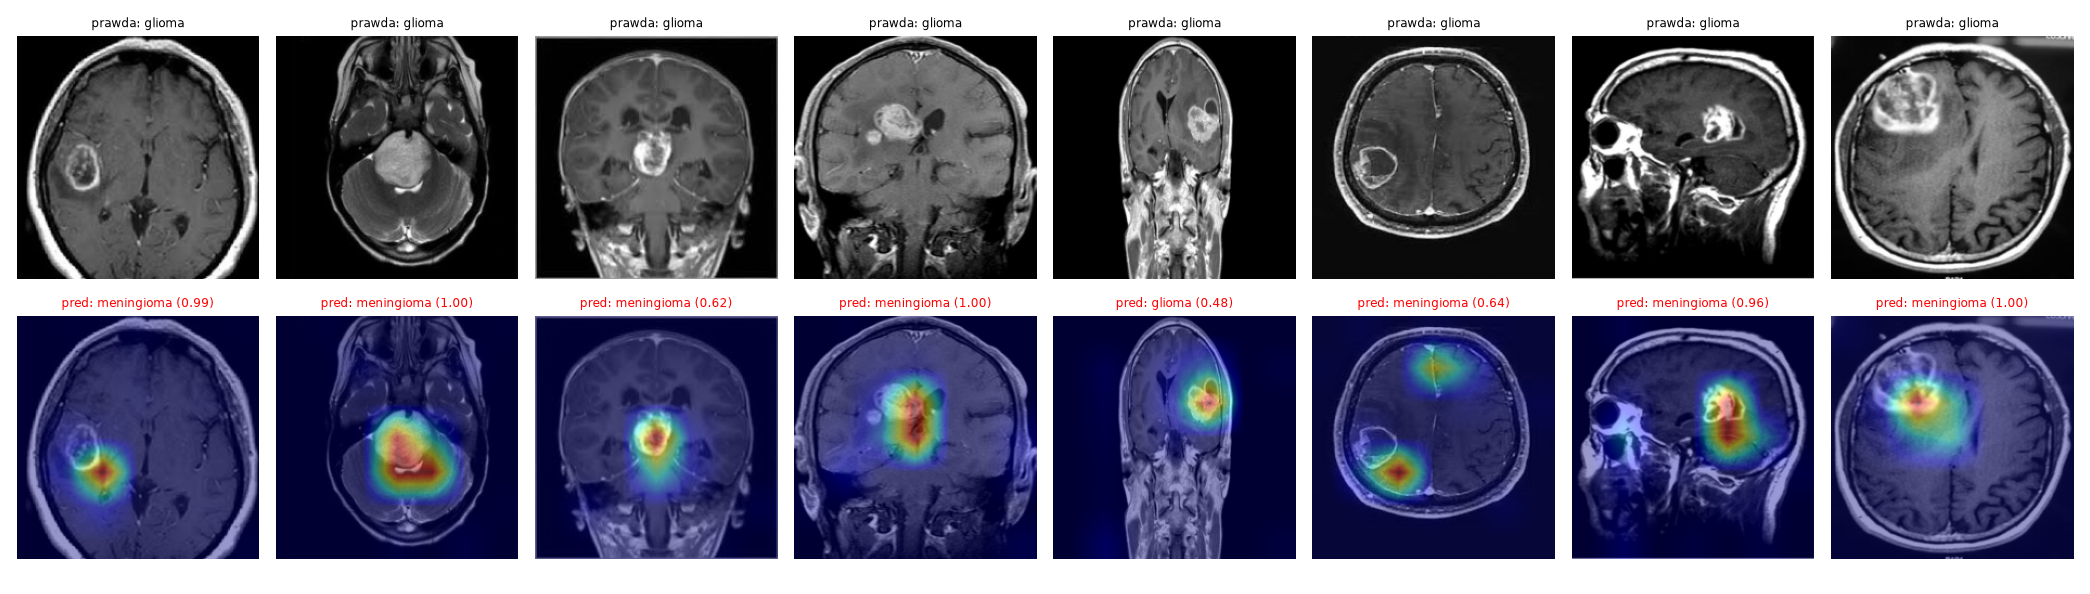 prawda: glioma
prawda: glioma
prawda: glioma
prawda: glioma
prawda: glioma
prawda: glioma
prawda: glioma
prawda: glioma
pred: meningioma (0.99)
pred: meningioma (1.00)
pred: meningioma (0.62)
pred: meningioma (1.00)
pred: glioma (0.48)
pred: meningioma (0.64)
pred: meningioma (0.96)
pred: meningioma (1.00)